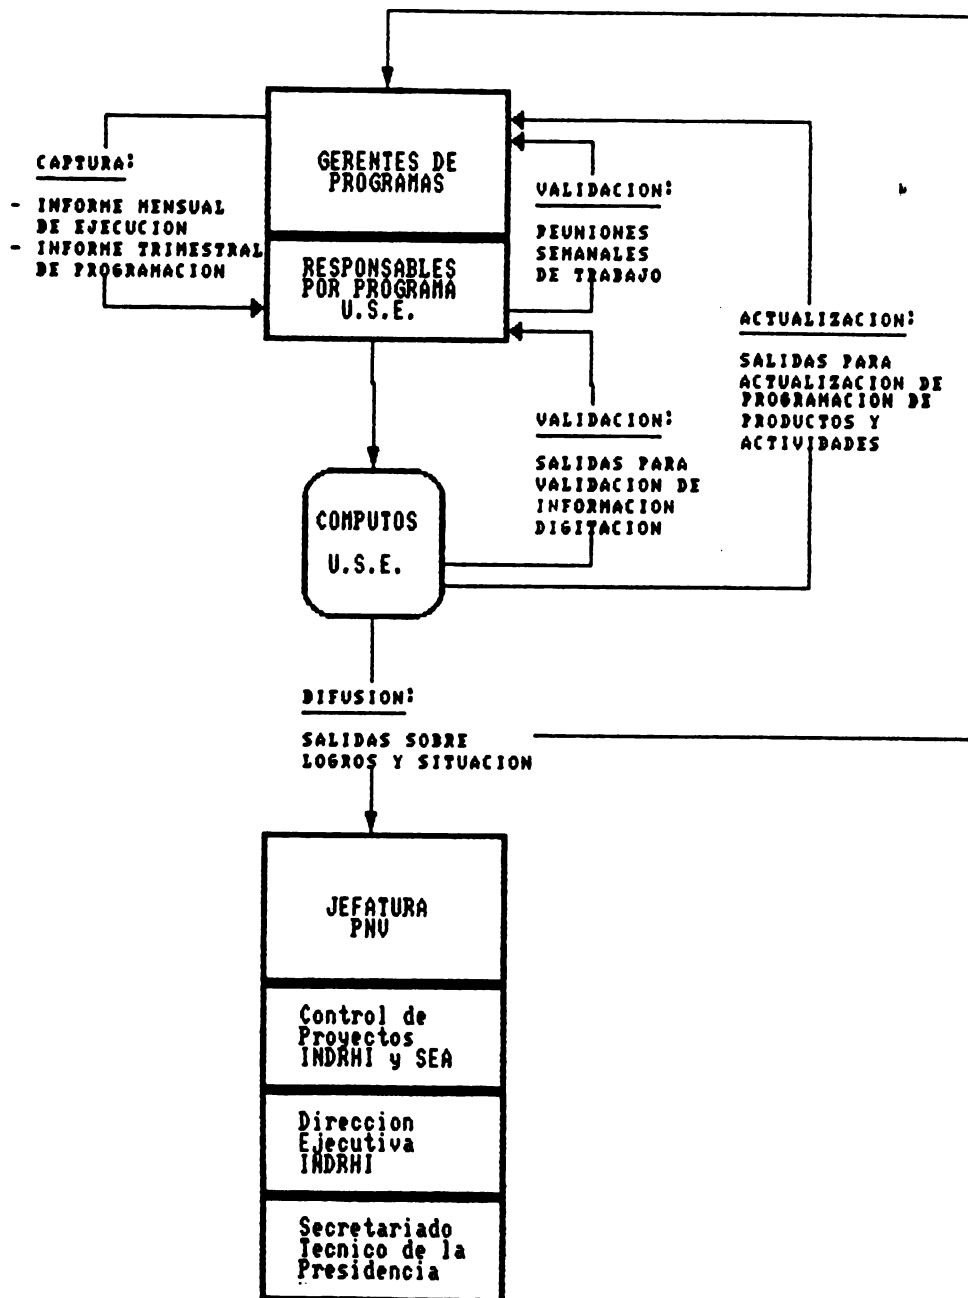 GERENTES DE
PROGRAMAS
CAPTURA:
- INFORME MENSUAL
DE EJECUCION
- INFORME TRIMESTRAL
DE PROGRAMACION
VALIDACION:
REUNIONES
SEMANALES
DE TRABAJO
RESPONSABLES
POR PROGRAMA
U.S.E.
ACTUALIZACION:
SALIDAS PARA
ACTUALIZACION DE
PROGRAMACION DE
PRODUCTOS Y
ACTIVIDADES
VALIDACION:
SALIDAS PARA
VALIDACION DE
INFORMACION
DIGITACION
COMPUTOS
U.S.E.
DIFUSION:
SALIDAS SOBRE
LOGROS Y SITUACION
JEFATURA
PNV
Control de
Proyectos
INDRHI y SEA
Direccion
Ejecutiva
INDRHI
Secretariado
Tecnico de la
Presidencia